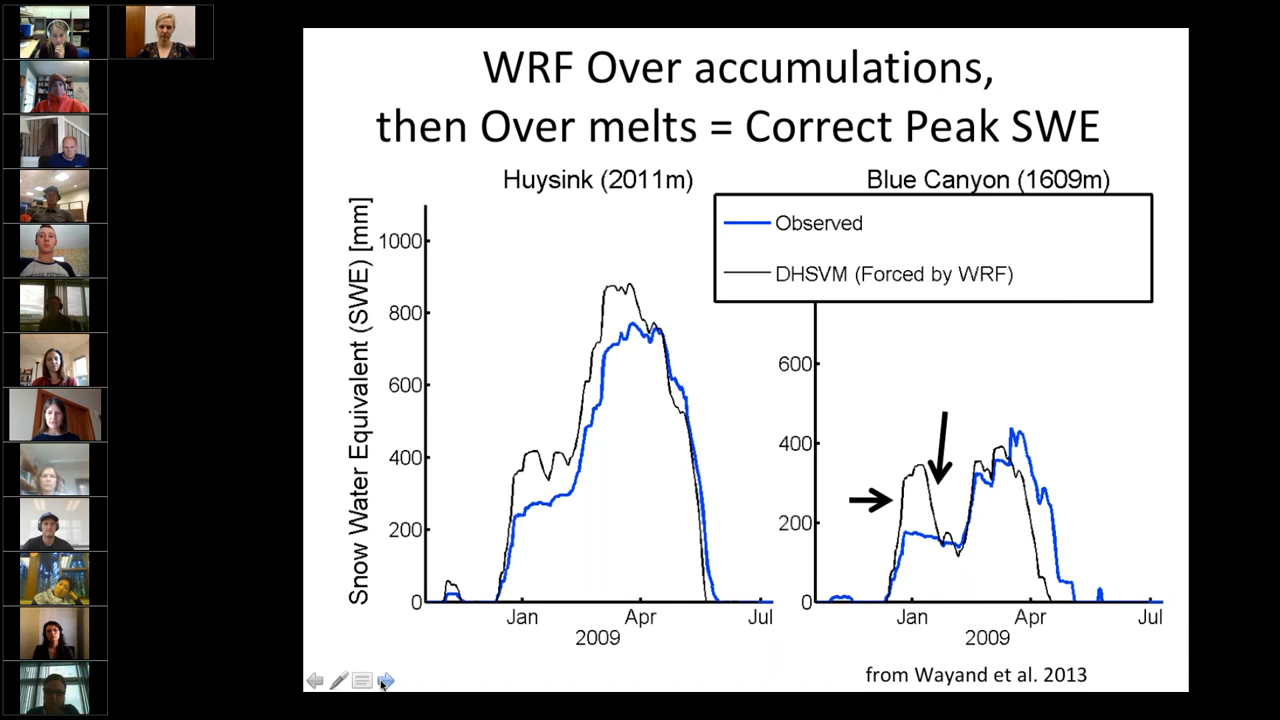 WRF Over accumulations,
then Over melts = Correct Peak SWE
Huysink (2011m)
Blue Canyon (1609m)
Observed
DHSVM (Forced by WRF)
Snow Water Equivalent (SWE) [mm]
1000
800
600
400
200
0
Jan
Apr
Jul
2009
600
400
200
0
Jan
Apr
Jul
2009
from Wayand et al. 2013